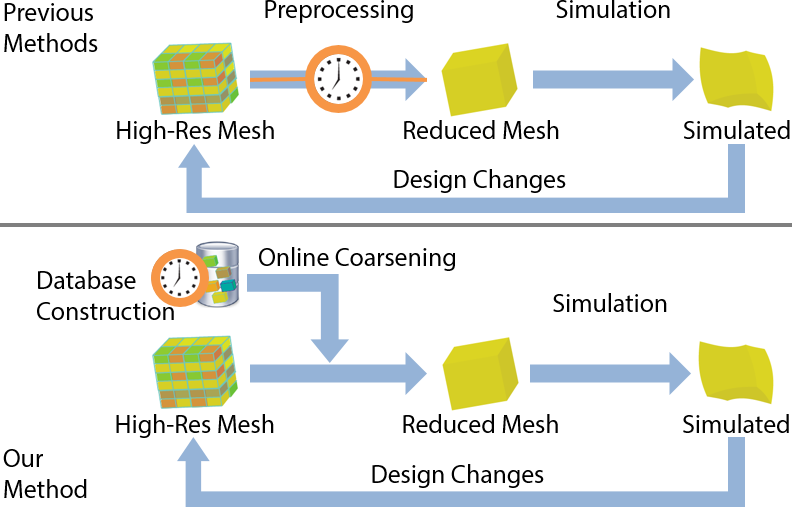 Previous
Methods
Preprocessing
Simulation
High-Res Mesh
Reduced Mesh
Simulated
Design Changes
Database
Construction
Online Coarsening
Simulation
High-Res Mesh
Reduced Mesh
Simulated
Our
Method
Design Changes